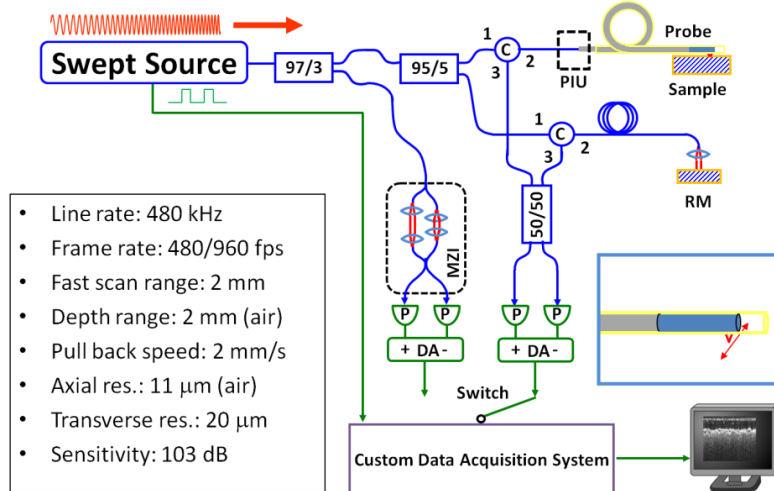 Swept Source
97/3
95/5
1
C
2
3
PIU
Probe
Sample
1
C
2
3
RM
50/50
MZI
P
P
P
P
+ DA -
+ DA -
Switch
Custom Data Acquisition System
v
• Line rate: 480 kHz
• Frame rate: 480/960 fps
• Fast scan range: 2 mm
• Depth range: 2 mm (air)
• Pull back speed: 2 mm/s
• Axial res.: 11 μm (air)
• Transverse res.: 20 μm
• Sensitivity: 103 dB